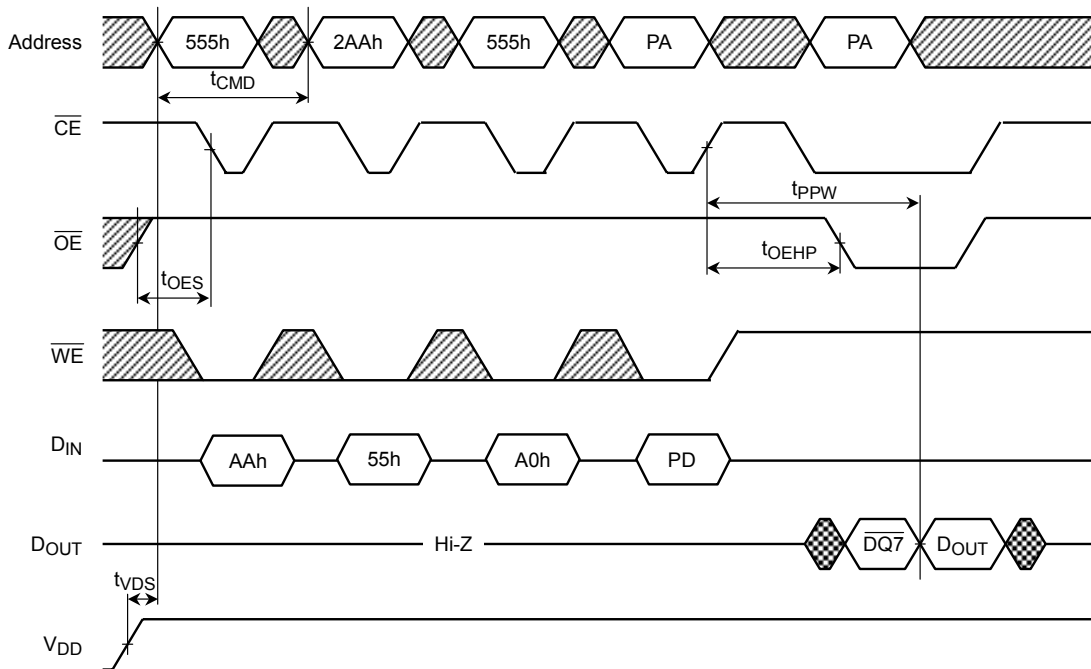 Address 555h 2AAh 555h PA PA
tCMD
CE
tPPW
OE
tOES tOEHP
WE
DIN AAh 55h A0h PD
DOUT Hi-Z DQ7 DOUT
tVDS
VDD